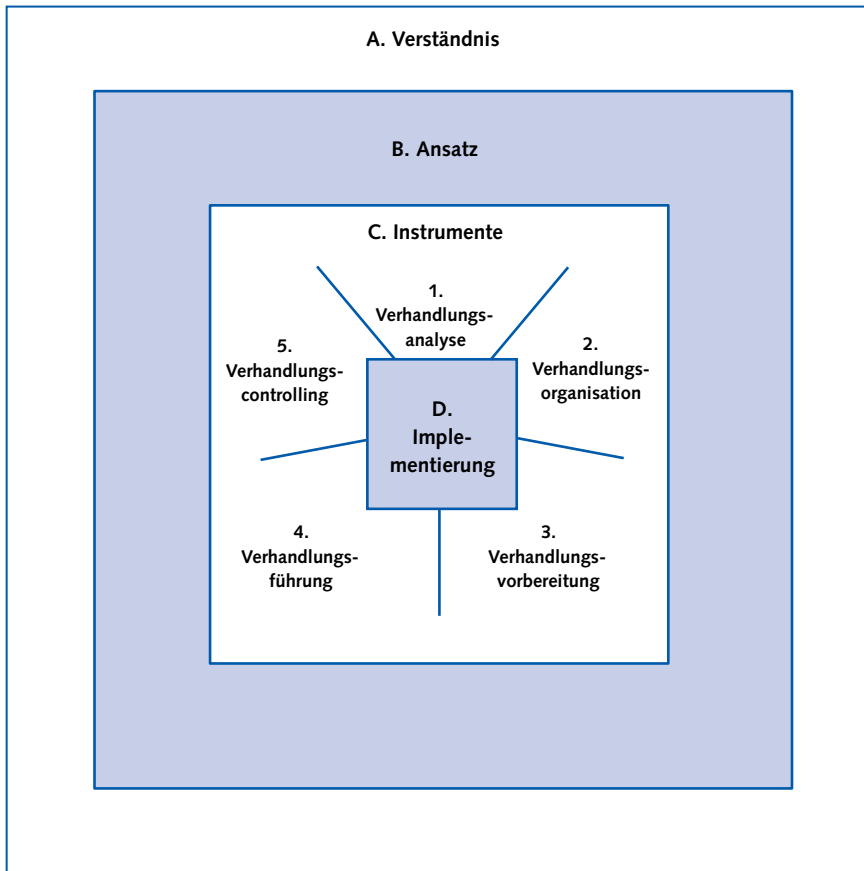 A. Verständnis
B. Ansatz
C. Instrumente
1.
Verhandlungs-
analyse
2.
Verhandlungs-
organisation
3.
Verhandlungs-
vorbereitung
4.
Verhandlungs-
führung
5.
Verhandlungs-
controlling
D.
Imple-
mentierung